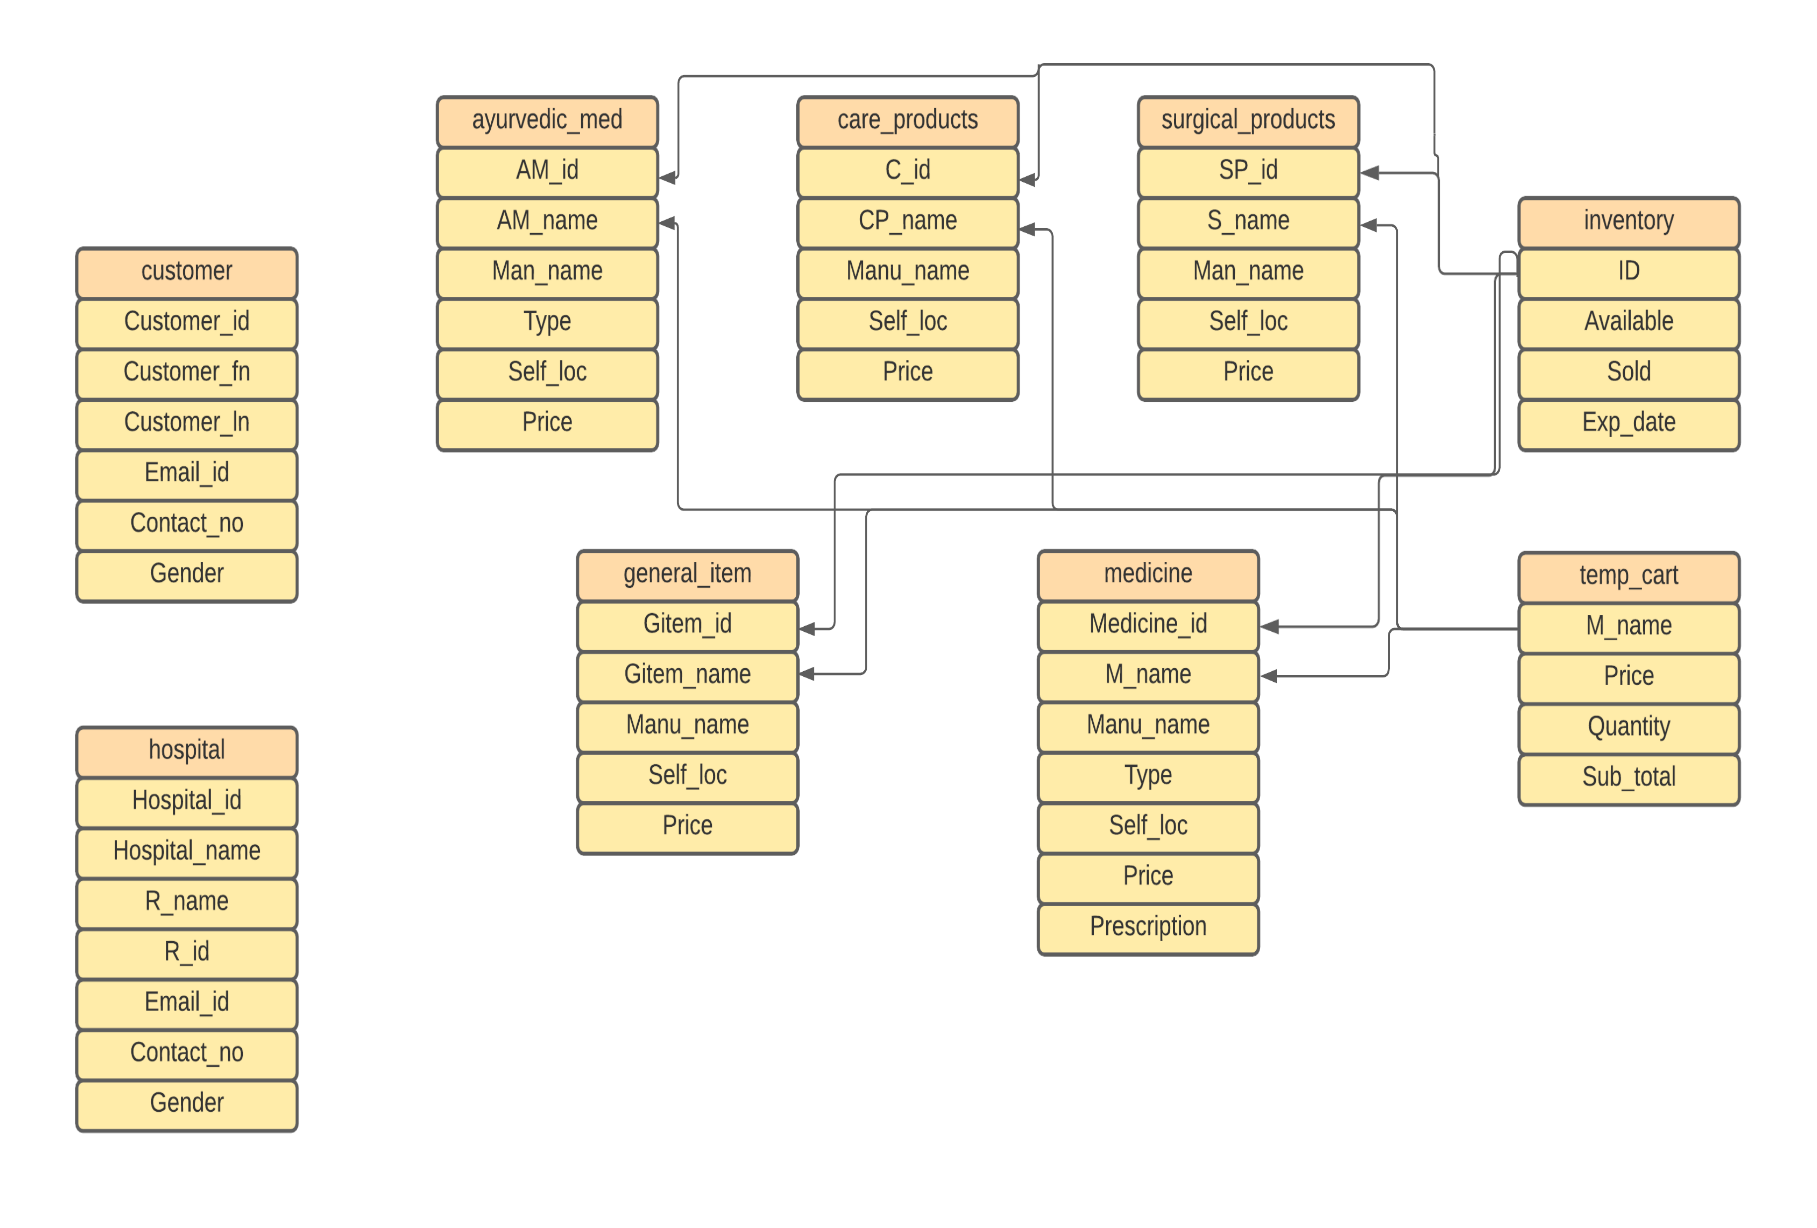 ayurvedic_med
AM_id
AM_name
Man_name
Type
Self_loc
Price
care_products
C_id
CP_name
Manu_name
Self_loc
Price
surgical_products
SP_id
S_name
Man_name
Self_loc
Price
inventory
ID
Available
Sold
Exp_date
customer
Customer_id
Customer_fn
Customer_ln
Email_id
Contact_no
Gender
general_item
Gitem_id
Gitem_name
Manu_name
Self_loc
Price
medicine
Medicine_id
M_name
Manu_name
Type
Self_loc
Price
Prescription
temp_cart
M_name
Price
Quantity
Sub_total
hospital
Hospital_id
Hospital_name
R_name
R_id
Email_id
Contact_no
Gender